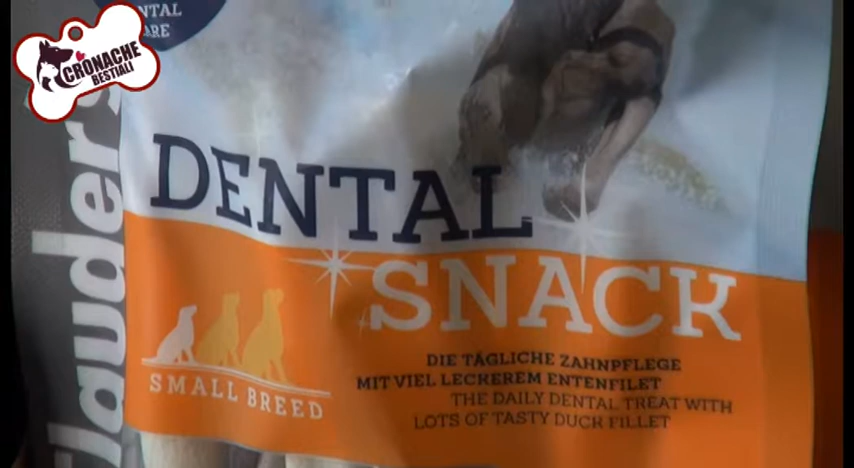 CRONACHE
BESTIALI
DENTAL
DENTAL
SNACK
SMALL BREED
DIE TÄGLICHE ZAHNPFLEGE
MIT VIEL LECKEREM ENTENFILET
THE DAILY DENTAL TREAT WITH
LOTS OF TASTY DUCK FILLET